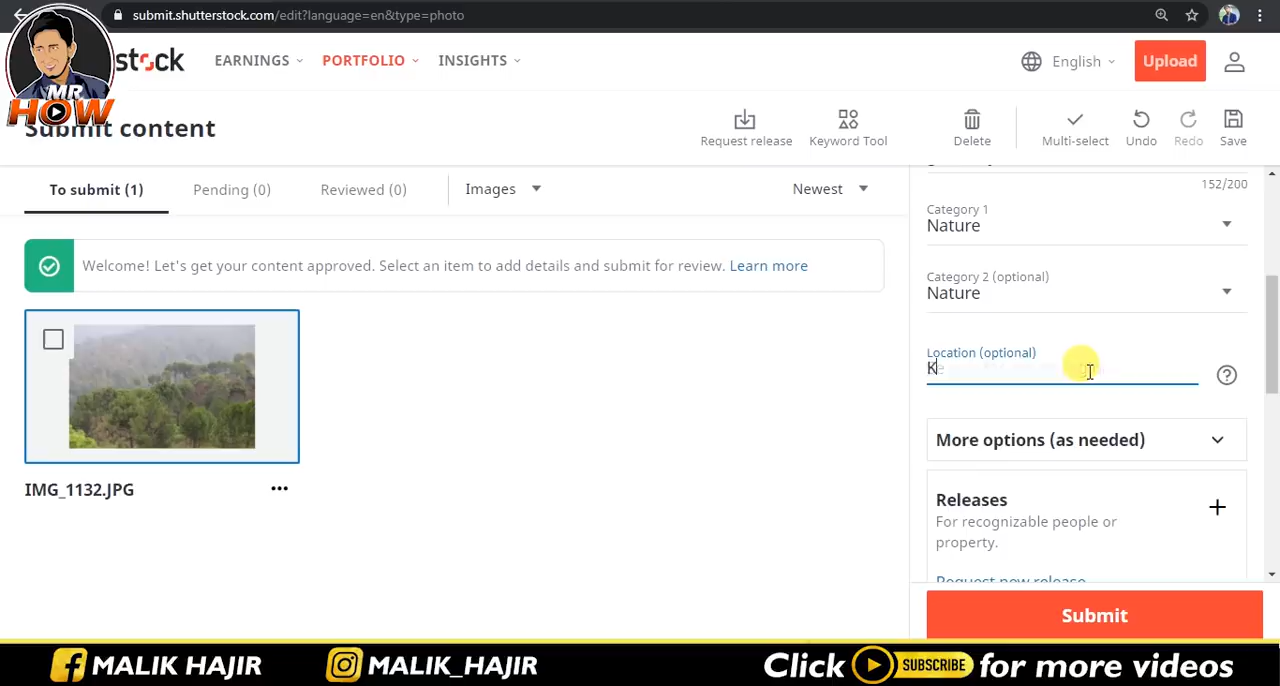 submit.shutterstock.com/edit?language=en&type=photo
stock EARNINGS PORTFOLIO INSIGHTS English Upload
MR
HOW
Submit content
Request release Keyword Tool Delete Multi-select Undo Redo Save
To submit (1) Pending (0) Reviewed (0) Images Newest
152/200
Welcome! Let's get your content approved. Select an item to add details and submit for review. Learn more
IMG_1132.JPG
Category 1
Nature
Category 2 (optional)
Nature
Location (optional)
Ke
More options (as needed)
Releases
For recognizable people or
property.
Request new release
Submit
MALIK HAJIR MALIK_HAJIR Click SUBSCRIBE for more videos